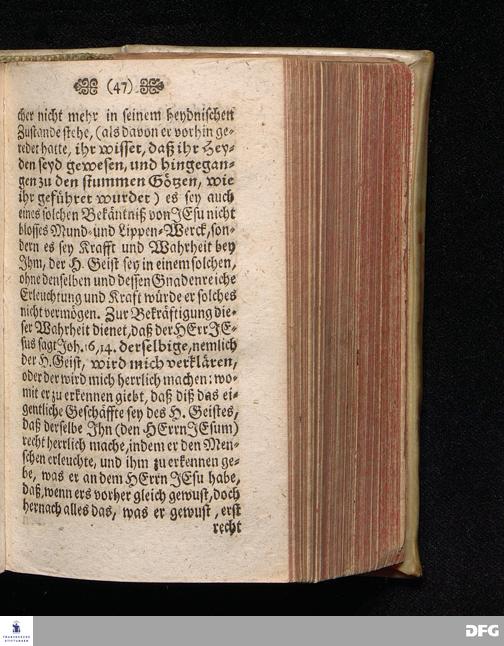 (47)
cher nicht mehr in seinem heydnischen
Zustande stehe, (als davon er vorhin ge-
redet hatte, ihr wisset, daß ihr Hey-
den seyd gewesen, und hingegan-
gen zu den stummen Götzen, wie
ihr geführet wurdet) es sey auch
eines solchen Bekäntniß von JEsu nicht
blosses Mund- und Lippen-Werck, son-
dern es sey Krafft und Wahrheit bey
Jhm, der H. Geist sey in einem solchen,
ohne denselben und dessen Gnadenreiche
Erleuchtung und Kraft würde er solches
nicht vermögen. Zur Bekräftigung die-
ser Wahrheit dienet, daß der HErr JE-
sus sagt Joh. 16, 14. derselbige, nemlich
der H. Geist, wird mich verklären,
oder der wird mich herrlich machen: wo-
mit er zu erkennen giebt, daß diß das ei-
gentliche Geschäffte sey des H. Geistes,
daß derselbe Jhn (den HErrn JEsum)
recht herrlich mache, indem er den Men-
schen erleuchte, und ihm zu erkennen ge-
be, was er an dem HErrn JEsu habe,
daß, wenn ers vorher gleich gewust, doch
hernach alles das, was er gewust, erst
recht
FRANCKESCHE
STIFTUNGEN
DFG